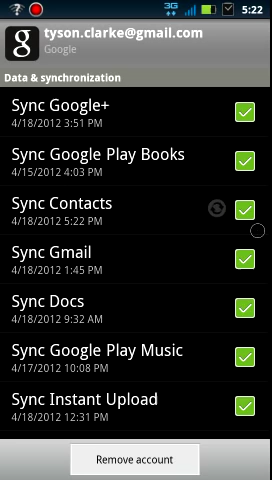 3G 5:22
g tyson.clarke@gmail.com
Google
Data & synchronization
Sync Google+
4/18/2012 3:51 PM
Sync Google Play Books
4/15/2012 4:03 PM
Sync Contacts
4/18/2012 5:22 PM
Sync Gmail
4/18/2012 1:45 PM
Sync Docs
4/18/2012 9:32 AM
Sync Google Play Music
4/17/2012 10:08 PM
Sync Instant Upload
4/18/2012 12:31 PM
Remove account